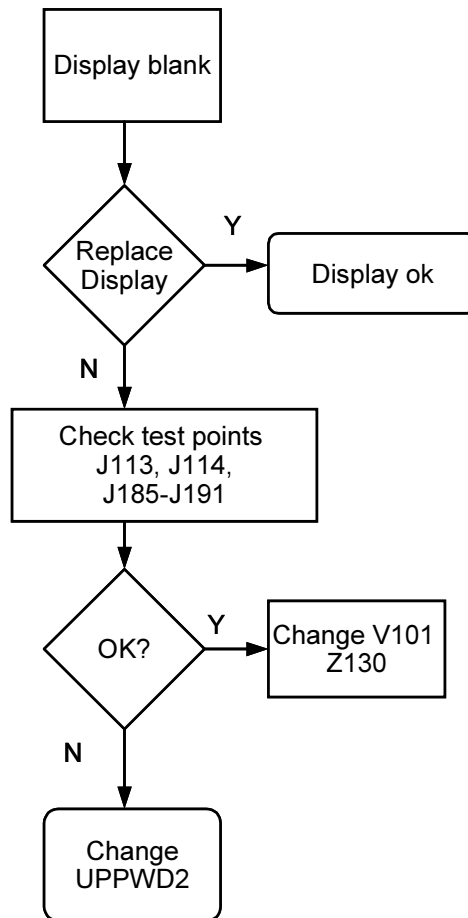 Display blank
Replace
Display
Y
Display ok
N
Check test points
J113, J114,
J185-J191
OK?
Y
Change V101
Z130
N
Change
UPPWD2